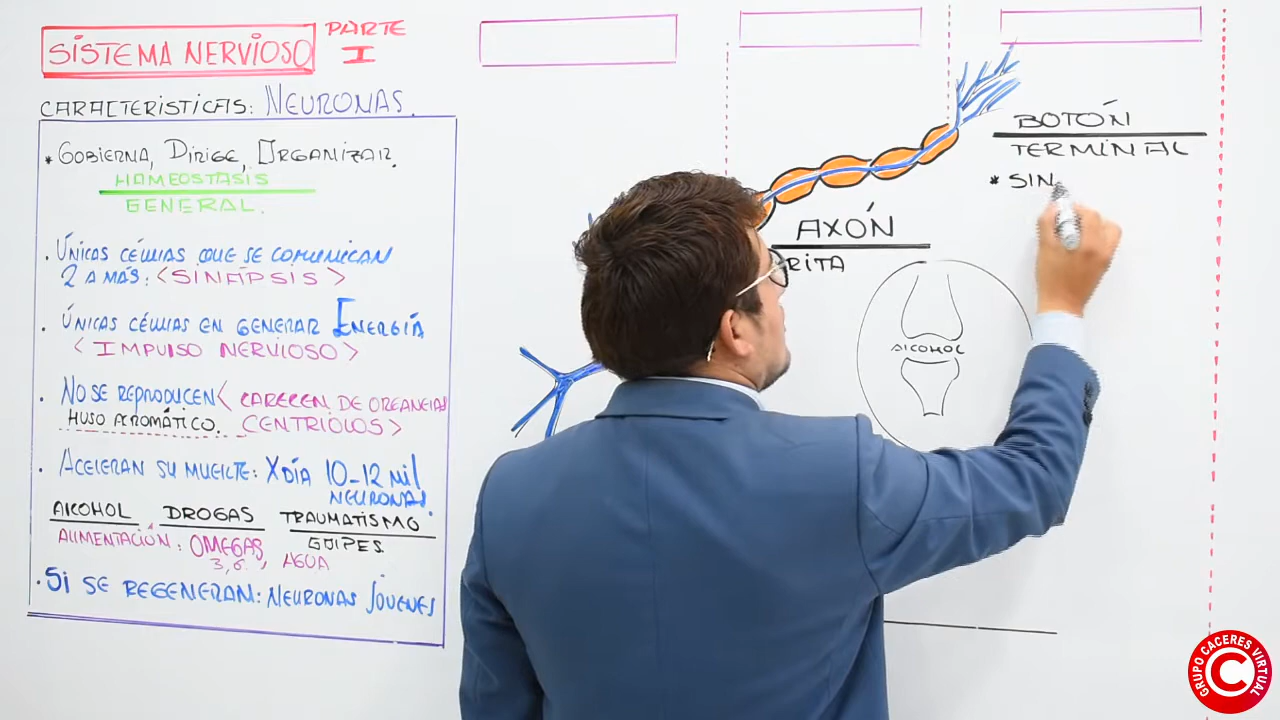 SISTEMA NERVIOSO
PARTE
I
CARACTERISTICAS: NEURONAS.
* GOBIERNA, DIRIGE, ORGANIZAR.
HOMEOSTASIS
GENERAL.
. ÚNICAS CÉLULAS QUE SE COMUNICAN
2 A MÁS: <SINÁPSIS>
. ÚNICAS CÉLULAS EN GENERAR ENERGÍA
<IMPULSO NERVIOSO>
. NO SE REPRODUCEN < CARECEN DE ORGANELAS
HUSO ACROMÁTICO. CENTRIOLOS>
. ACELERAN SU MUERTE: X DÍA 10-12 mil
NEURONAS.
ALCOHOL DROGAS TRAUMATISMO
GOLPES
ALIMENTACIÓN: OMEGAS, AGUA
3,6.
. SI SE REGENERAN: NEURONAS JÓVENES
BOTÓN
TERMINAL
* SIN
AXÓN
RITA
ALCOHOL
GRUPO CACERES VIRTUAL
C